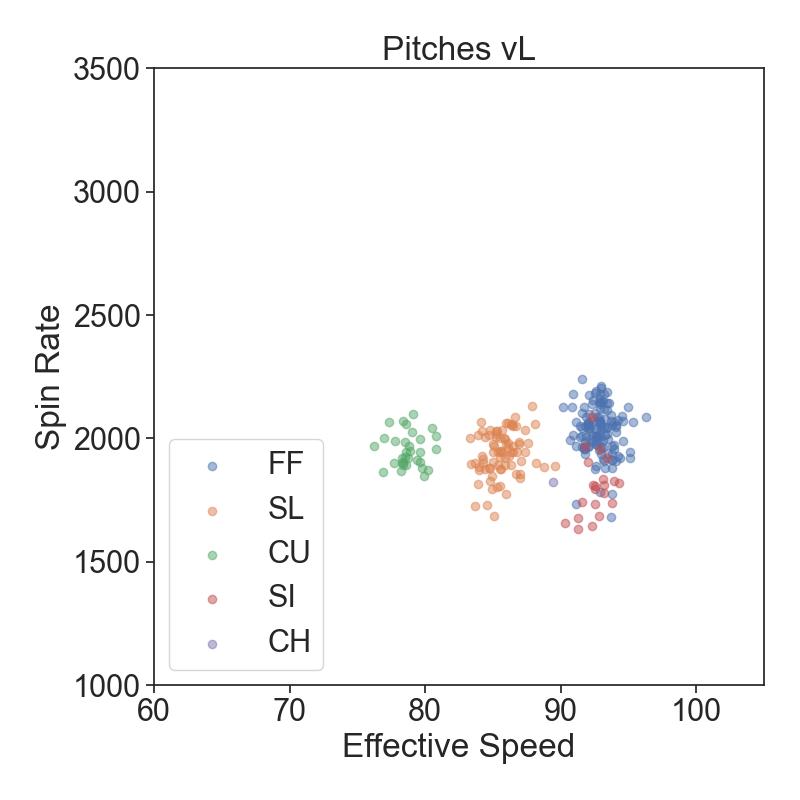 Pitches vL
3500
3000
2500
2000
1500
1000
Spin Rate
FF
SL
CU
SI
CH
60 70 80 90 100
Effective Speed